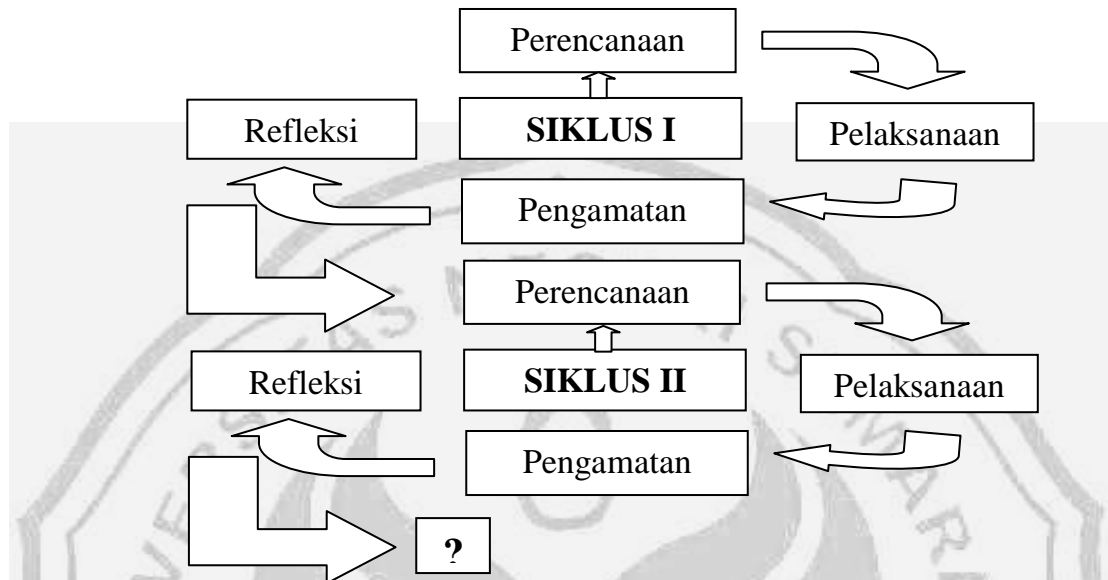 Perencanaan
Refleksi
SIKLUS I
Pelaksanaan
Pengamatan
Perencanaan
Refleksi
SIKLUS II
Pelaksanaan
Pengamatan
?